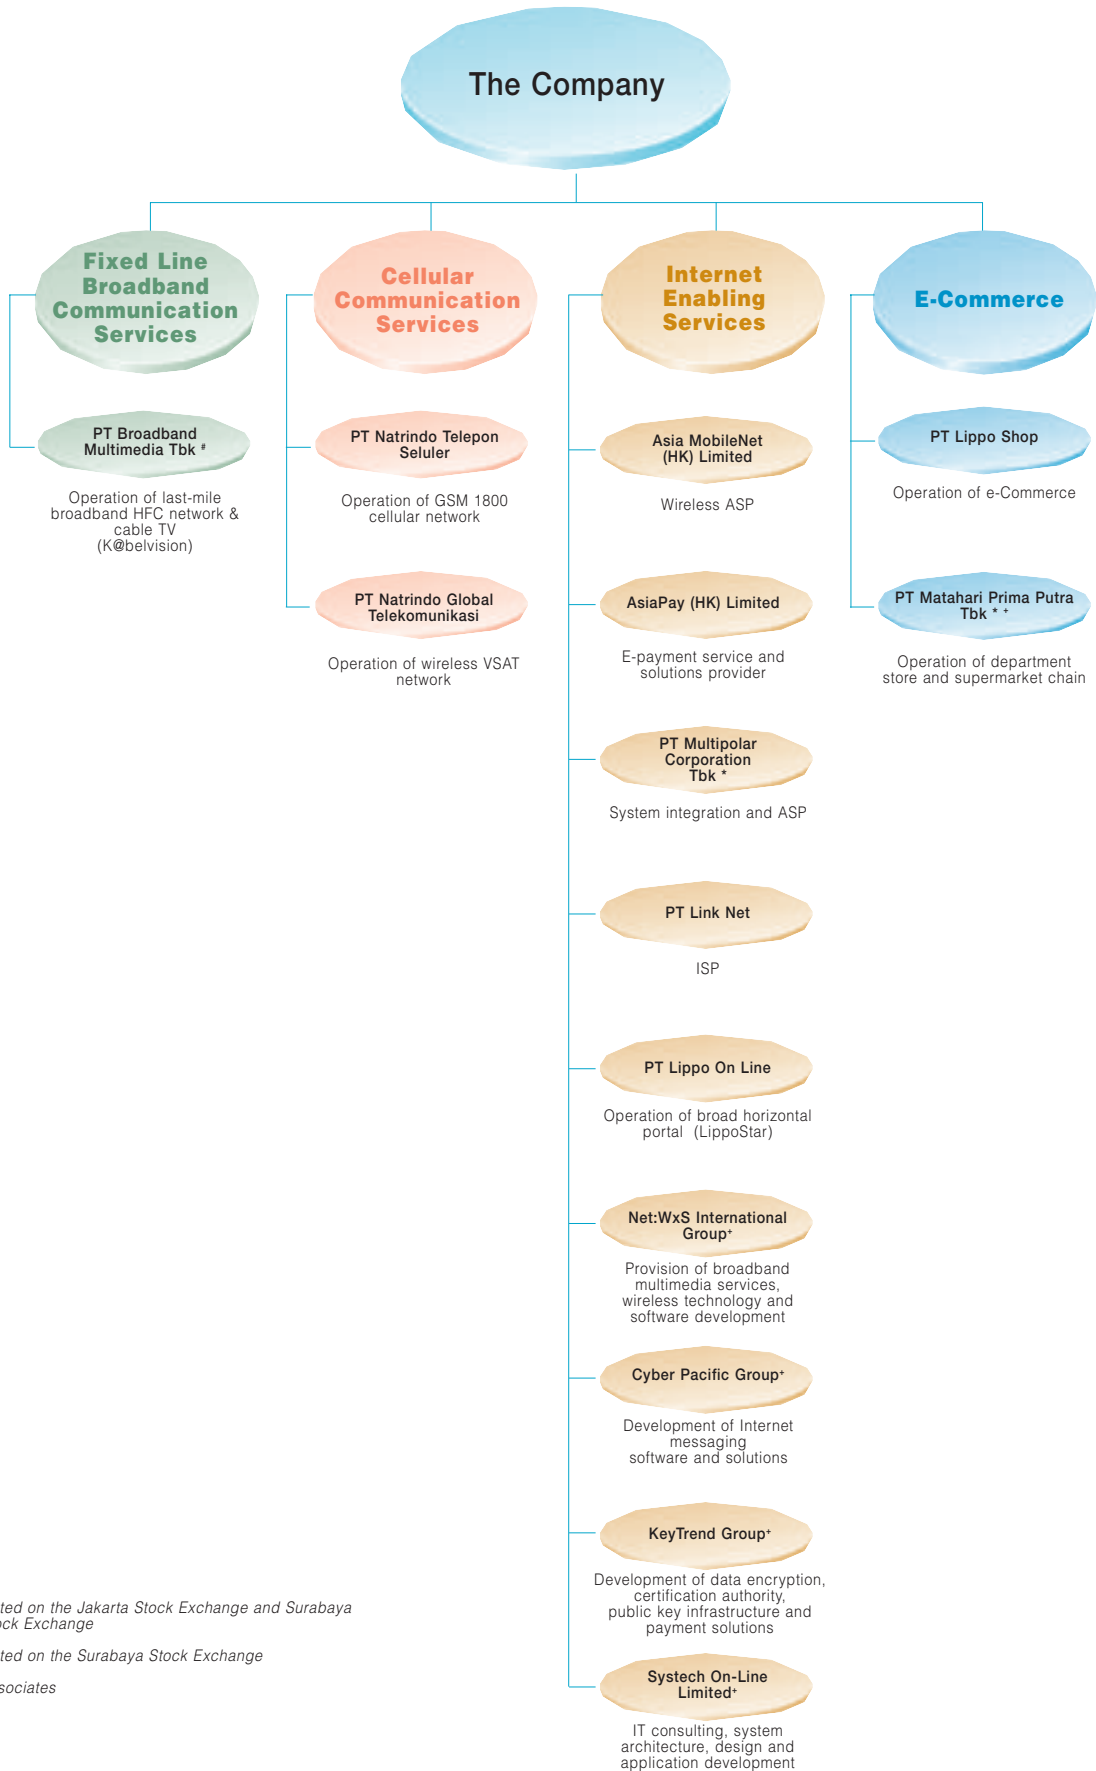 The Company
Fixed Line
Broadband
Communication
Services
PT Broadband
Multimedia Tbk #
Operation of last-mile
broadband HFC network &
cable TV
(K@belvision)
Cellular
Communication
Services
PT Natrindo Telepon
Seluler
Operation of GSM 1800
cellular network
PT Natrindo Global
Telekomunikasi
Operation of wireless VSAT
network
Internet
Enabling
Services
Asia MobileNet
(HK) Limited
Wireless ASP
AsiaPay (HK) Limited
E-payment service and
solutions provider
PT Multipolar
Corporation
Tbk *
System integration and ASP
PT Link Net
ISP
PT Lippo On Line
Operation of broad horizontal
portal (LippoStar)
Net:WxS International
Group+
Provision of broadband
multimedia services,
wireless technology and
software development
Cyber Pacific Group+
Development of Internet
messaging
software and solutions
KeyTrend Group+
Development of data encryption,
certification authority,
public key infrastructure and
payment solutions
Systech On-Line
Limited+
IT consulting, system
architecture, design and
application development
E-Commerce
PT Lippo Shop
Operation of e-Commerce
PT Matahari Prima Putra
Tbk * +
Operation of department
store and supermarket chain
on the Jakarta Stock Exchange and Surabaya
Exchange
on the Surabaya Stock Exchange